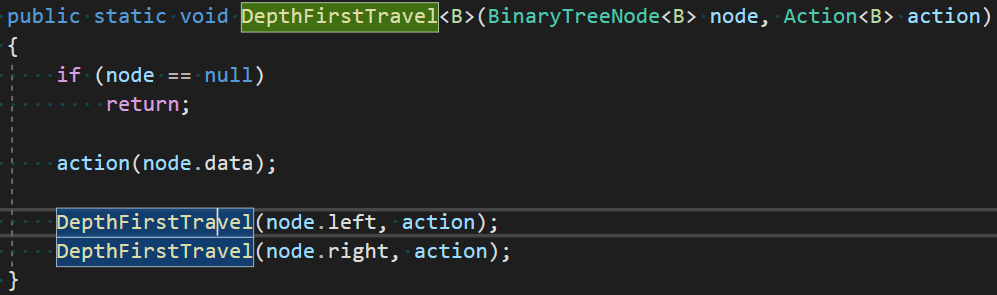 public static void DepthFirstTravel<B>(BinaryTreeNode<B> node, Action<B> action)
{
    if (node == null)
        return;

    action(node.data);

    DepthFirstTravel(node.left, action);
    DepthFirstTravel(node.right, action);
}